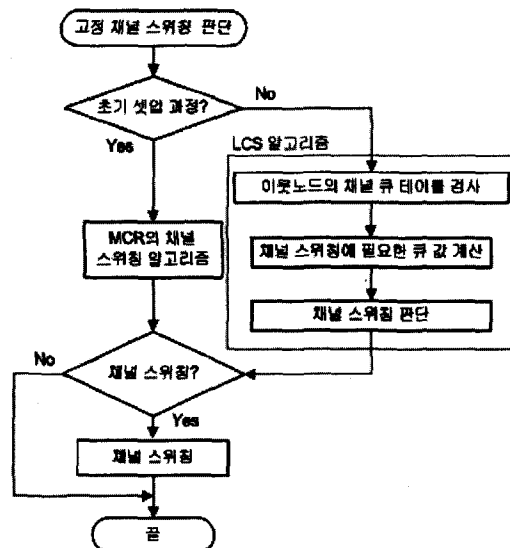 고정 채널 스위칭 판단
초기 셋업 과정?
No
Yes
LCS 알고리즘
이웃노드의 채널 큐 테이블 검사
MCR의 채널
스위칭 알고리즘
채널 스위칭에 필요한 큐 값 계산
채널 스위칭 판단
No
채널 스위칭?
Yes
채널 스위칭
끝